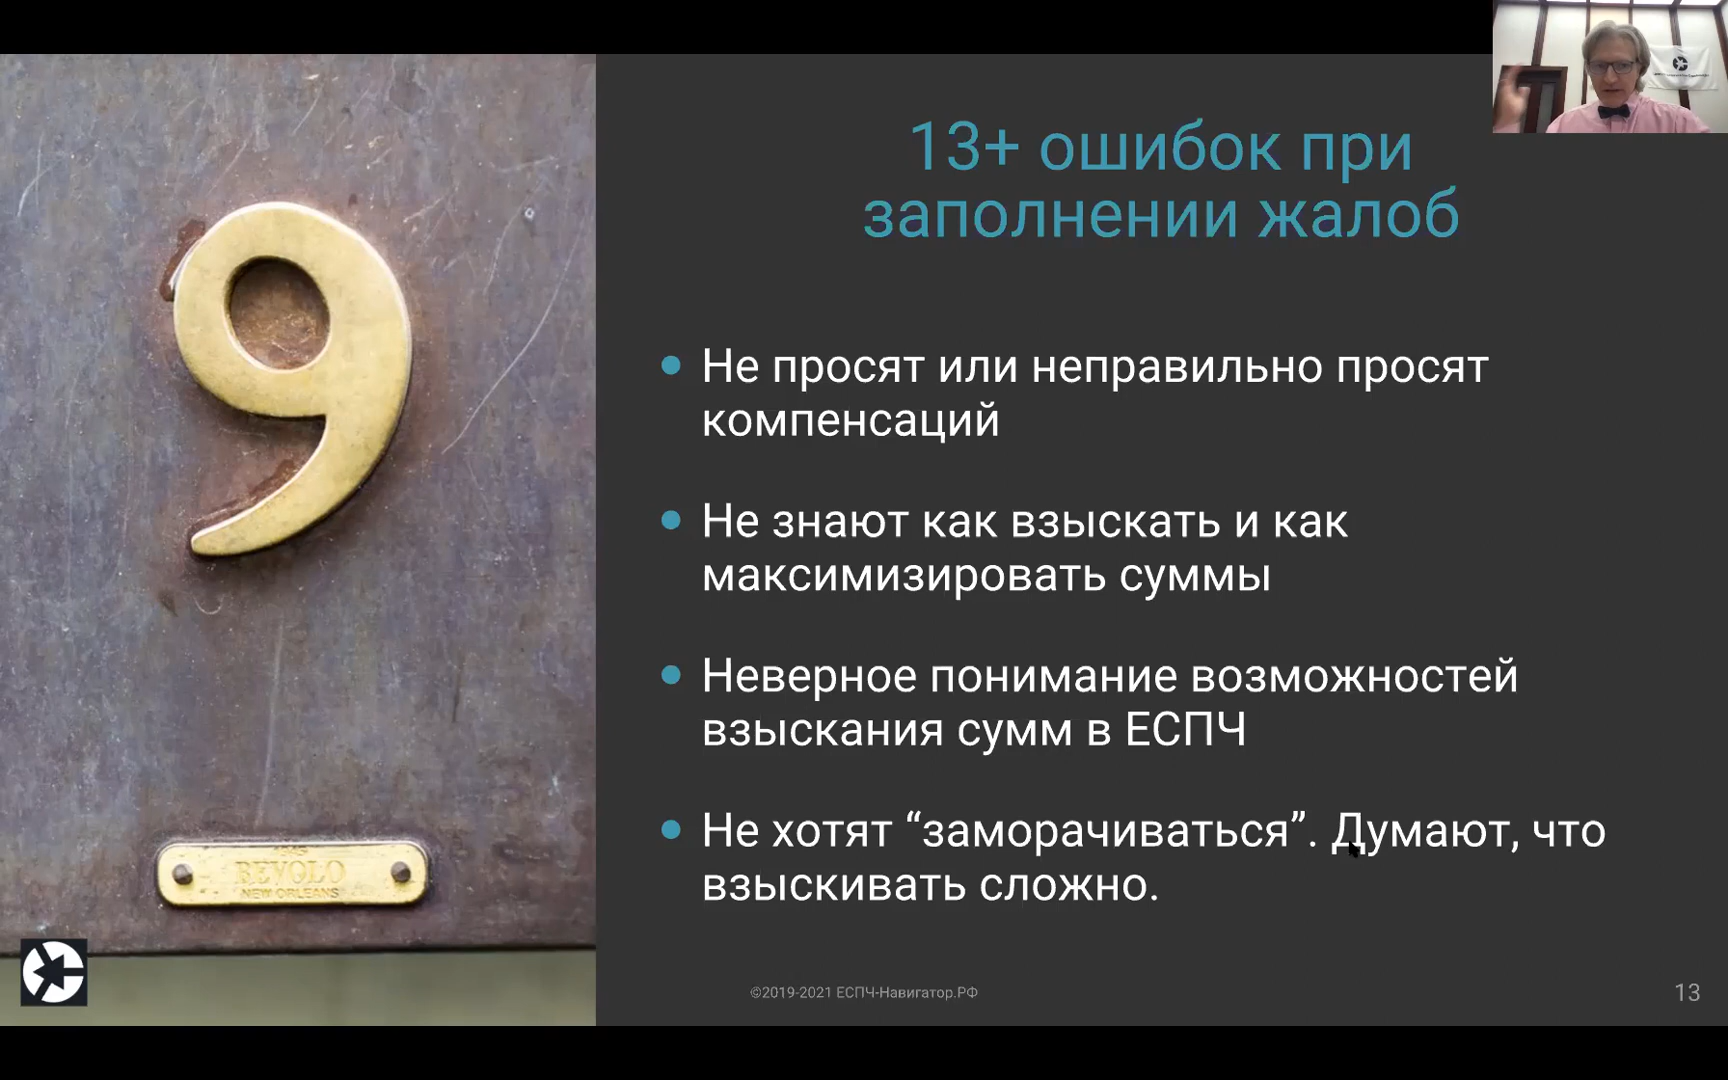 13+ ошибок при
заполнении жалоб
Не просят или неправильно просят
компенсаций
Не знают как взыскать и как
максимизировать суммы
Неверное понимание возможностей
взыскания сумм в ЕСПЧ
Не хотят “заморачиваться”. Думают, что
взыскивать сложно.
9
BEVOLO
NEW ORLEANS
©2019-2021 ЕСПЧ-Навигатор.РФ
13